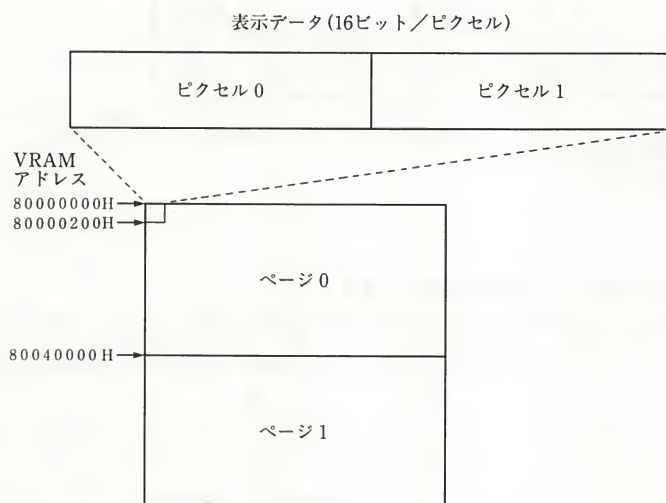 表示データ(16ビット／ピクセル)
ピクセル0 ピクセル1
VRAM
アドレス
80000000H
80000200H
ページ0
80040000H
ページ1